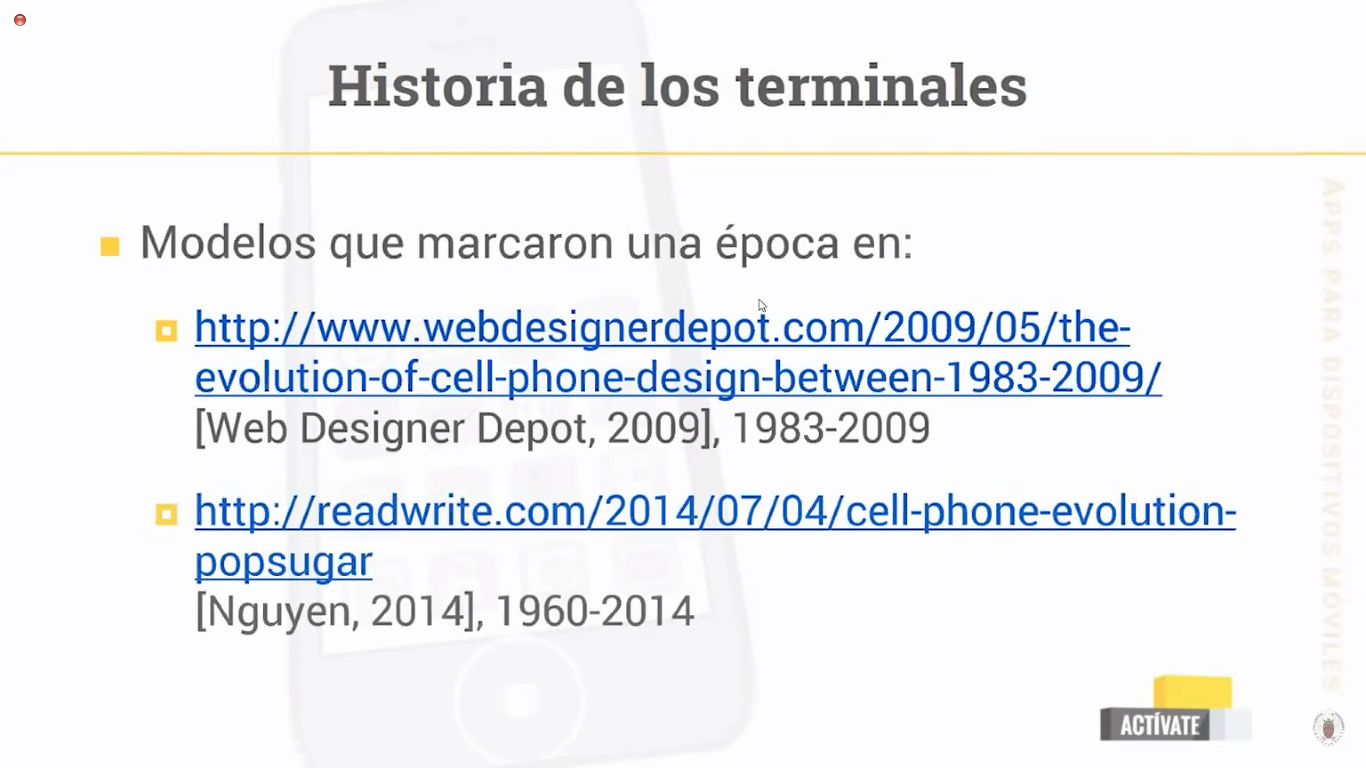 Historia de los terminales
Modelos que marcaron una época en:
http://www.webdesignerdepot.com/2009/05/the-
evolution-of-cell-phone-design-between-1983-2009/
[Web Designer Depot, 2009], 1983-2009
http://readwrite.com/2014/07/04/cell-phone-evolution-
popsugar
[Nguyen, 2014], 1960-2014
APPS PARA DISPOSITIVOS MÓVILES
ACTÍVATE